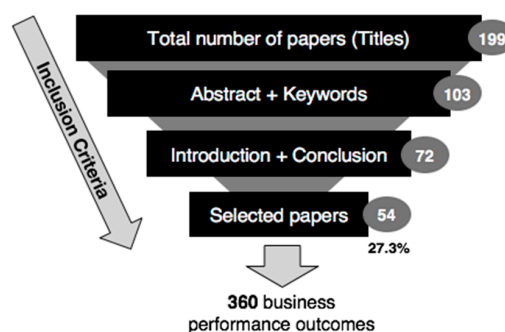 Total number of papers (Titles) 199
Abstract + Keywords 103
Introduction + Conclusion 72
Selected papers 54
27.3%
Inclusion Criteria
360 business
performance outcomes